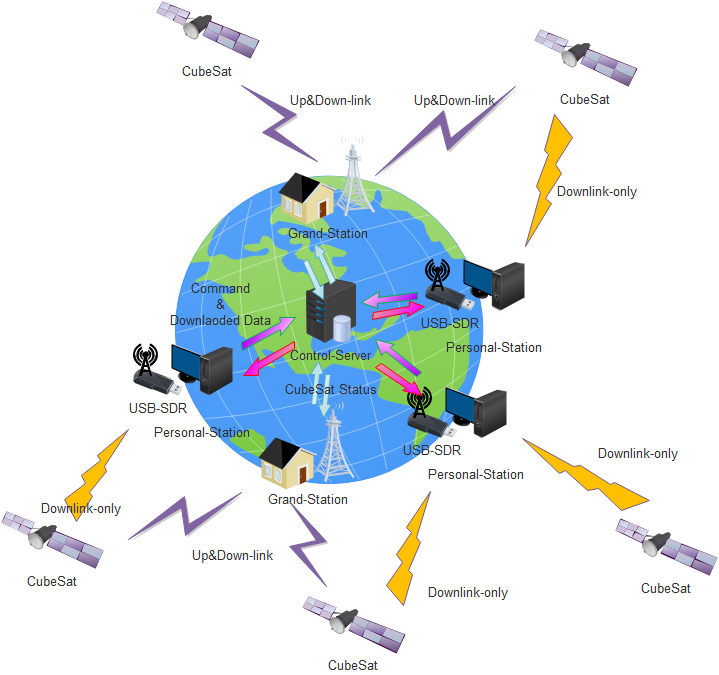 CubeSat
Up&Down-link
Up&Down-link
CubeSat
Downlink-only
Grand-Station
Command
&
Downlaoded Data
USB-SDR
Personal-Station
Control-Server
CubeSat Status
USB-SDR
Personal-Station
USB-SDR
Personal-Station
Grand-Station
Downlink-only
Downlink-only
CubeSat
Up&Down-link
CubeSat
Downlink-only
CubeSat